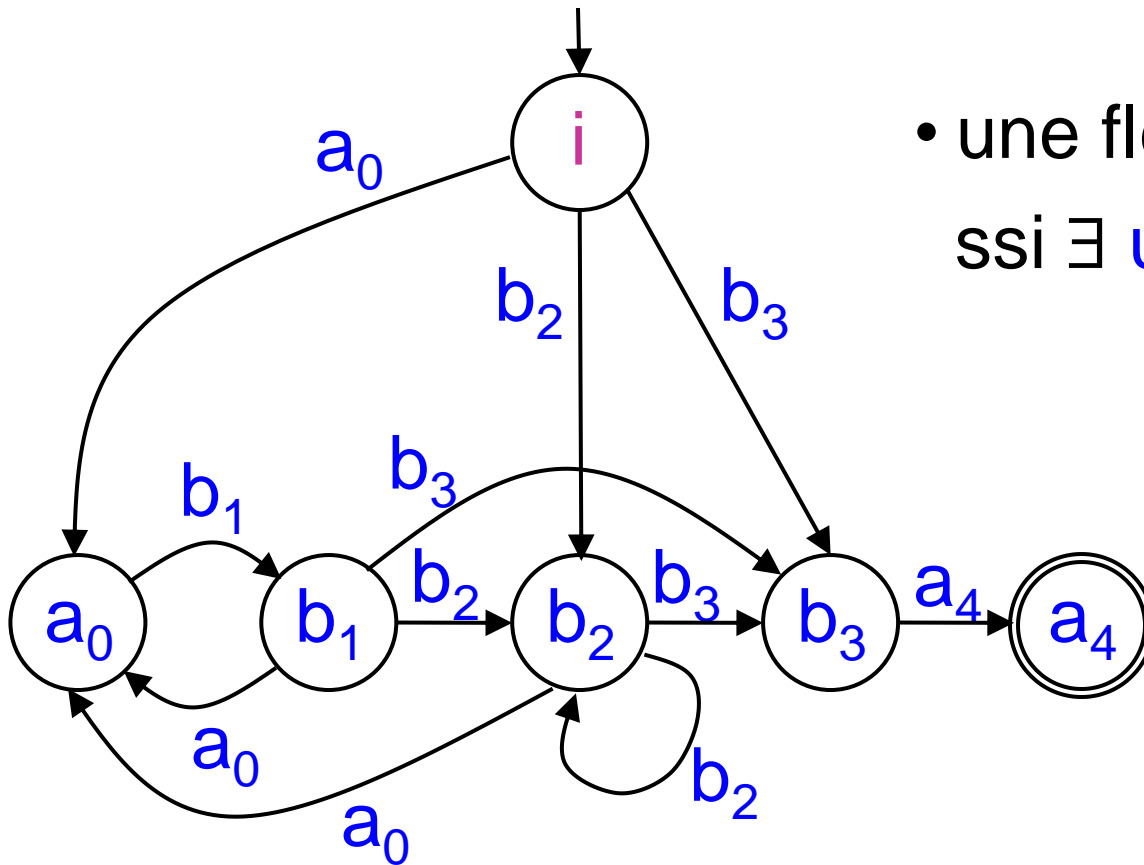 i
• une fl
ssi ∃
a₀
b₂
b₃
b₃
b₁
b₂
b₃
a₄
a₀
b₁
b₂
b₃
a₄
a₀
b₂
a₀